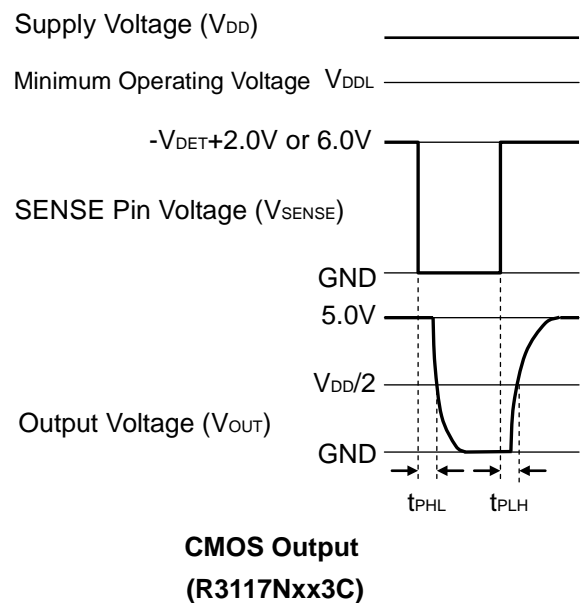 Supply Voltage (VDD)
Minimum Operating Voltage VDDL
-VDET+2.0V or 6.0V
SENSE Pin Voltage (VSENSE)
GND
5.0V
VDD/2
Output Voltage (VOUT)
GND
tPHL tPLH
CMOS Output
(R3117Nxx3C)